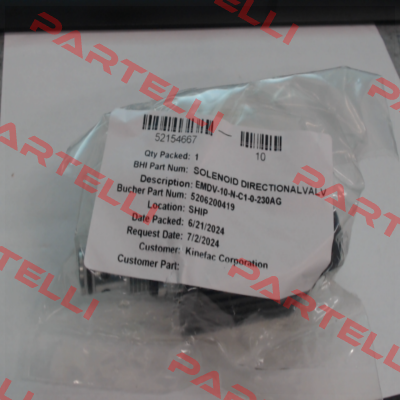 PARTELLI
52154667
10
Qty Packed: 1
BHI Part Num: SOLENOID DIRECTIONALVALV
Description: EMDV-10-N-C1-0-230AG
Bucher Part Num: 5206200419
Location: SHIP
Date Packed: 6/21/2024
Request Date: 7/2/2024
Customer: Kinefac Corporation
Customer Part:
PARTELLI
PARTELLI